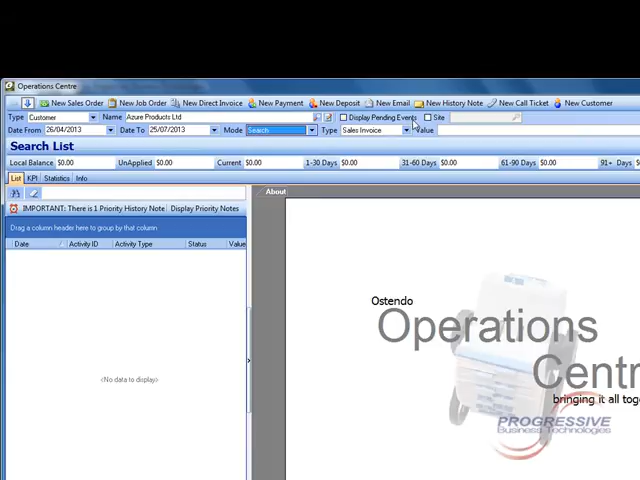 Operations Centre
New Sales Order New Job Order New Direct Invoice New Payment New Deposit New Email New History Note New Call Ticket New Customer
Type Customer Name Azure Products Ltd Display Pending Events Site
Date From 26/04/2013 Date To 25/07/2013 Mode Search Type Sales Invoice Value
Search List
Local Balance $0.00 UnApplied $0.00 Current $0.00 1-30 Days $0.00 31-60 Days $0.00 61-90 Days $0.00 91+ Days $0.00
List KPI Statistics Info
About
IMPORTANT: There is 1 Priority History Note Display Priority Notes
Drag a column header here to group by that column
Date Activity ID Activity Type Status Value
<No data to display>
Ostendo
Operations
Centr
bringing it all tog
PROGRESSIVE
Business Technologies